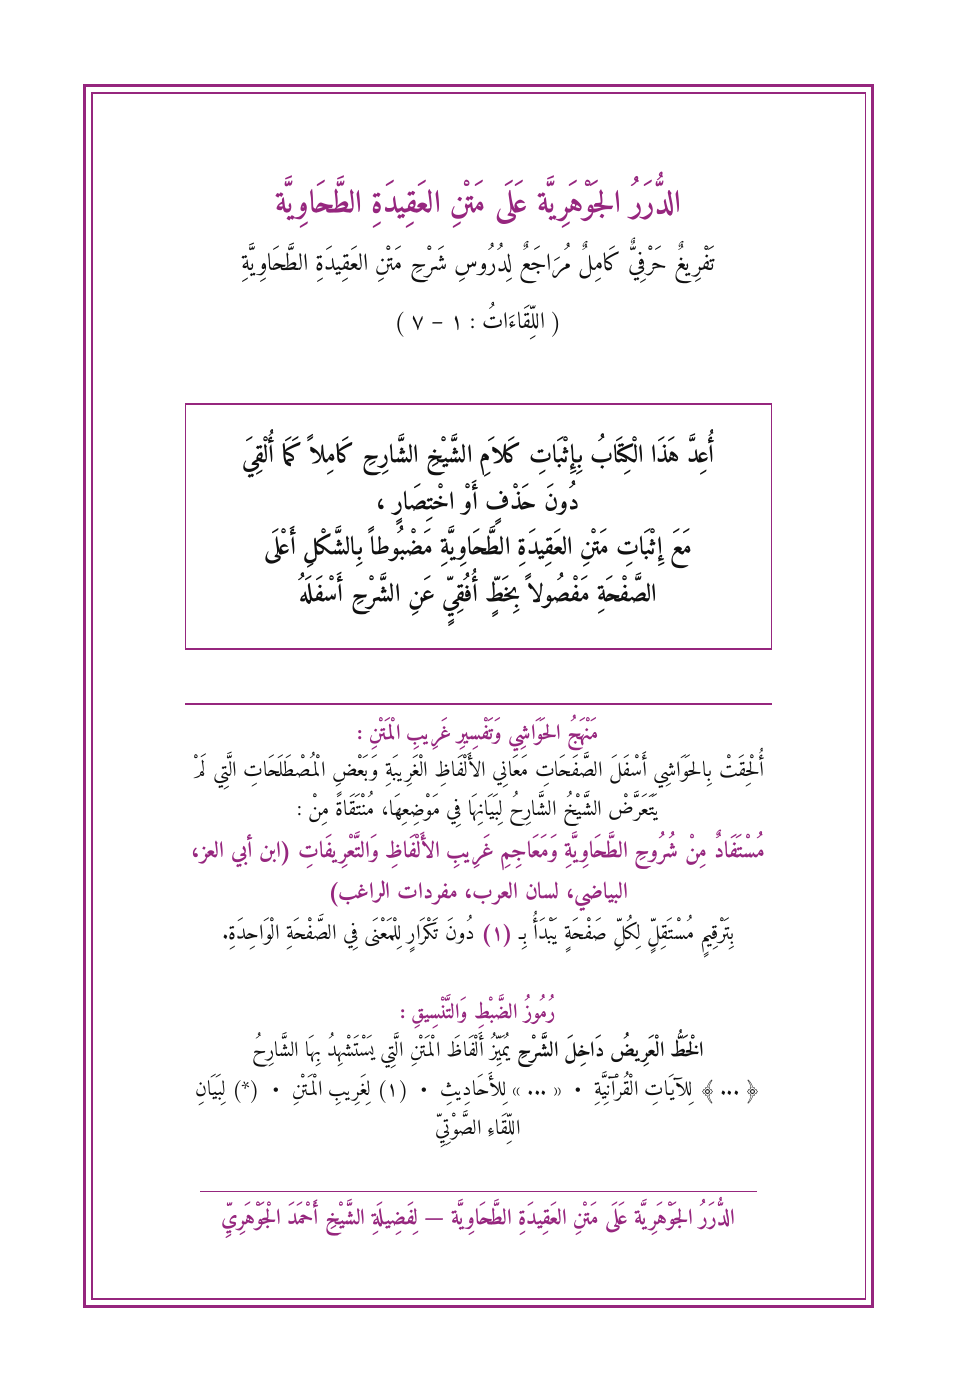 الدُّرَرُ الجَوْهَرِيَّة عَلَى مَتْنِ العَقِيدَةِ الطَّحَاوِيَّة
تَفْرِيغٌ حَرْفِيٌّ كَامِلٌ مُرَاجَعٌ لِدُرُوسِ شَرْحِ مَتْنِ العَقِيدَةِ الطَّحَاوِيَّةِ
( اللِّقَاءَاتُ : ١ – ٧ )
أُعِدَّ هَذَا الْكِتَابُ بِإِثْبَاتِ كَلاَمِ الشَّيْخِ الشَّارِحِ كَامِلاً كَمَا أُلْقِيَ
دُونَ حَذْفٍ أَوْ اخْتِصَارٍ ،
مَعَ إِثْبَاتِ مَتْنِ العَقِيدَةِ الطَّحَاوِيَّةِ مَضْبُوطاً بِالشَّكْلِ أَعْلَى
الصَّفْحَةِ مَفْصُولاً بِخَطٍّ أُفُقِيٍّ عَنِ الشَّرْحِ أَسْفَلَهُ
مَنْهَجُ الحَوَاشِي وَتَفْسِيرِ غَرِيبِ الْمَتْنِ :
أُلْحِقَتْ بِالحَوَاشِي أَسْفَلَ الصَّفَحَاتِ مَعَانِي الأَلْفَاظِ الْغَرِيبَةِ وَبَعْضِ الْمُصْطَلَحَاتِ الَّتِي لَمْ
يَتَعَرَّضْ الشَّيْخُ الشَّارِحُ لِبَيَانِهَا فِي مَوْضِعِهَا، مُنْتَقَاةً مِنْ :
مُسْتَفَادٌ مِنْ شُرُوحِ الطَّحَاوِيَّةِ وَمَعَاجِمِ غَرِيبِ الأَلْفَاظِ وَالتَّعْرِيفَاتِ (ابن أبي العز،
البياضي، لسان العرب، مفردات الراغب)
بِتَرْقِيمٍ مُسْتَقِلٍّ لِكُلِّ صَفْحَةٍ يَبْدَأُ بِـ (١) دُونَ تَكْرَارٍ لِلْمَعْنَى فِي الصَّفْحَةِ الْوَاحِدَةِ.
رُمُوزُ الضَّبْطِ وَالتَّنْسِيقِ :
الْخَطُّ الْعَرِيضُ دَاخِلَ الشَّرْحِ يُمَيِّزُ أَلْفَاظَ الْمَتْنِ الَّتِي يَسْتَشْهِدُ بِهَا الشَّارِحُ
﴿ ... ﴾ لِلآيَاتِ الْقُرْآنِيَّةِ • « ... » لِلأَحَادِيثِ • (١) لِغَرِيبِ الْمَتْنِ • (*) لِبَيَانِ
اللِّقَاءِ الصَّوْتِيِّ
الدُّرَرُ الجَوْهَرِيَّة عَلَى مَتْنِ العَقِيدَةِ الطَّحَاوِيَّة — لِفَضِيلَةِ الشَّيْخِ أَحْمَدَ الْجَوْهَرِيِّ